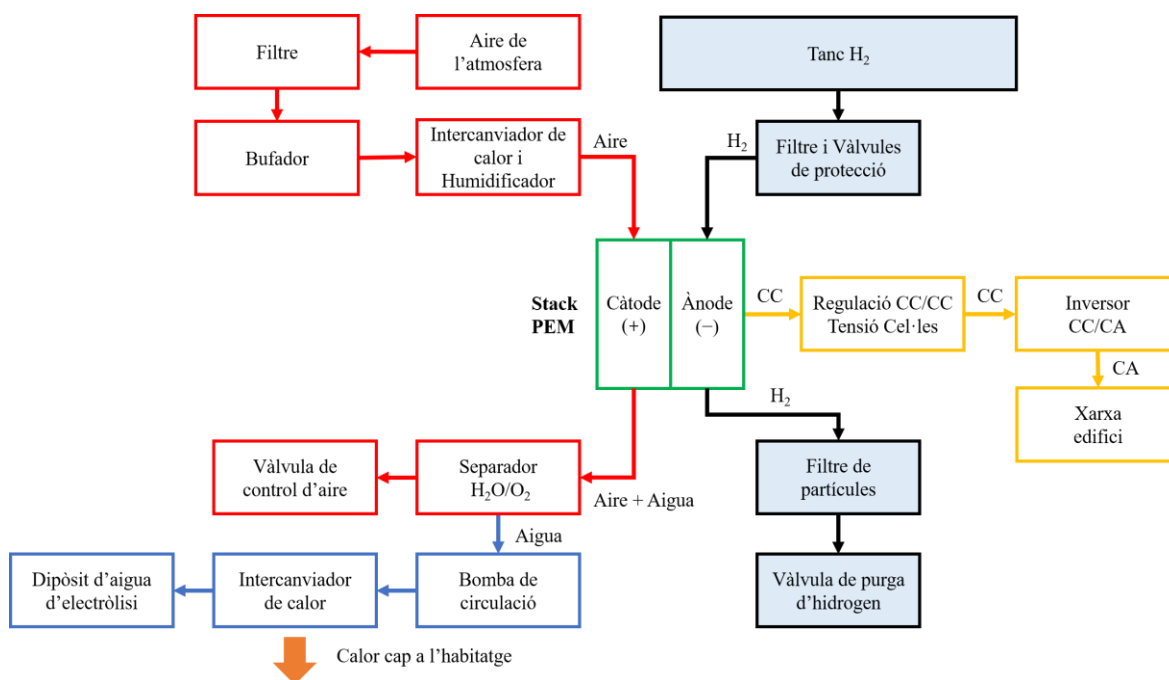 Filtre
Aire de
l’atmosfera
Tanc H₂
Bufador
Intercanviador de
calor i
Humidificador
Aire
H₂
Filtre i Vàlvules
de protecció
Stack
PEM
Càtode
(+)
Ànode
(−)
CC
Regulació CC/CC
Tensió Cel·les
CC
Inversor
CC/CA
CA
Xarxa
edifici
H₂
Vàlvula de
control d’aire
Separador
H₂O/O₂
Aire + Aigua
Filtre de
partícules
Aigua
Dipòsit d’aigua
d’electròlisi
Intercanviador
de calor
Bomba de
circulació
Vàlvula de purga
d’hidrogen
Calor cap a l’habitatge